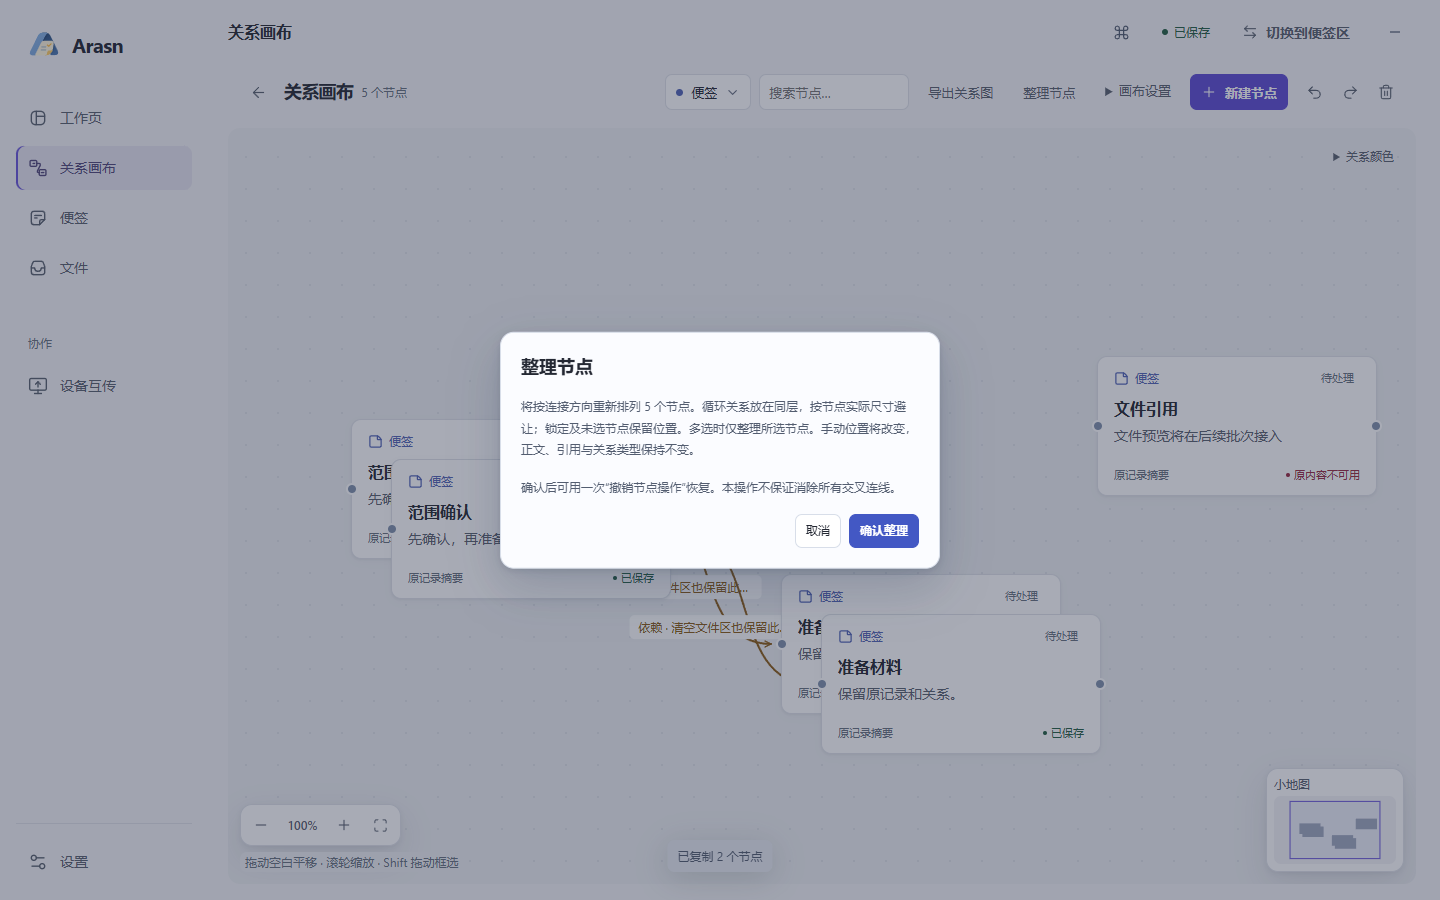 Arasn
关系画布
已保存
切换到便签区
工作页
关系画布
便签
文件
协作
设备互传
设置
关系画布 5 个节点
便签
搜索节点...
导出关系图
整理节点
画布设置
新建节点
关系颜色
整理节点
将按连接方向重新排列 5 个节点。循环关系放在同层，按节点实际尺寸避
让；锁定及未选节点保留位置。多选时仅整理所选节点。手动位置将改变，
正文、引用与关系类型保持不变。
确认后可用一次“撤销节点操作”恢复。本操作不保证消除所有交叉连线。
取消
确认整理
便签
待处理
文件引用
文件预览将在后续批次接入
原记录摘要
原内容不可用
便签
范围
先确
原记
便签
范围确认
先确认，再准备
原记录摘要
已保存
件区也保留此...
依赖 · 清空文件区也保留此
便签
待处理
准备
保留
原记
便签
待处理
准备材料
保留原记录和关系。
原记录摘要
已保存
小地图
100%
拖动空白平移 · 滚轮缩放 · Shift 拖动框选
已复制 2 个节点